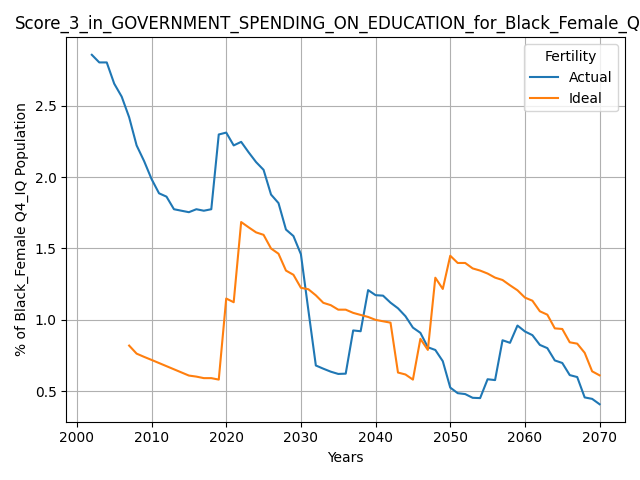 Score_3_in_GOVERNMENT_SPENDING_ON_EDUCATION_for_Black_Female_Q
Fertility
Actual
Ideal
% of Black_Female Q4_IQ Population
2.5
2.0
1.5
1.0
0.5
2000 2010 2020 2030 2040 2050 2060 2070
Years